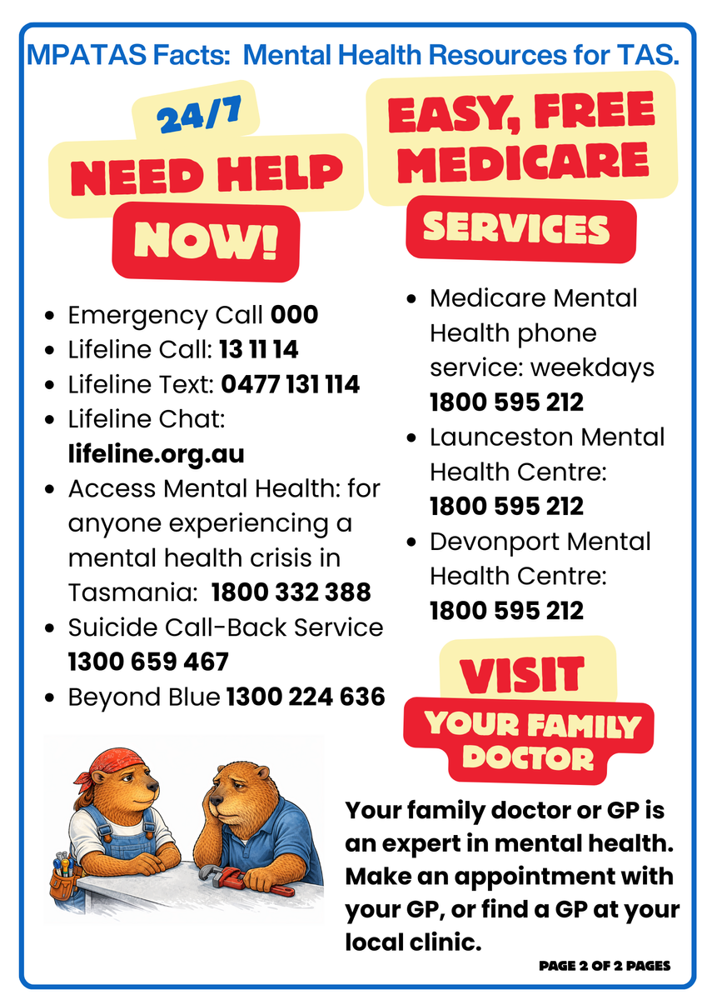 MPATAS Facts:  Mental Health Resources for TAS.
24/7
NEED HELP
NOW!
• Emergency Call 000
• Lifeline Call: 13 11 14
• Lifeline Text: 0477 131 114
• Lifeline Chat:
lifeline.org.au
• Access Mental Health: for
anyone experiencing a
mental health crisis in
Tasmania:  1800 332 388
• Suicide Call-Back Service
1300 659 467
• Beyond Blue 1300 224 636
EASY, FREE
MEDICARE
SERVICES
• Medicare Mental
Health phone
service: weekdays
1800 595 212
• Launceston Mental
Health Centre:
1800 595 212
• Devonport Mental
Health Centre:
1800 595 212
VISIT
YOUR FAMILY
DOCTOR
Your family doctor or GP is
an expert in mental health.
Make an appointment with
your GP, or find a GP at your
local clinic.
PAGE 2 OF 2 PAGES